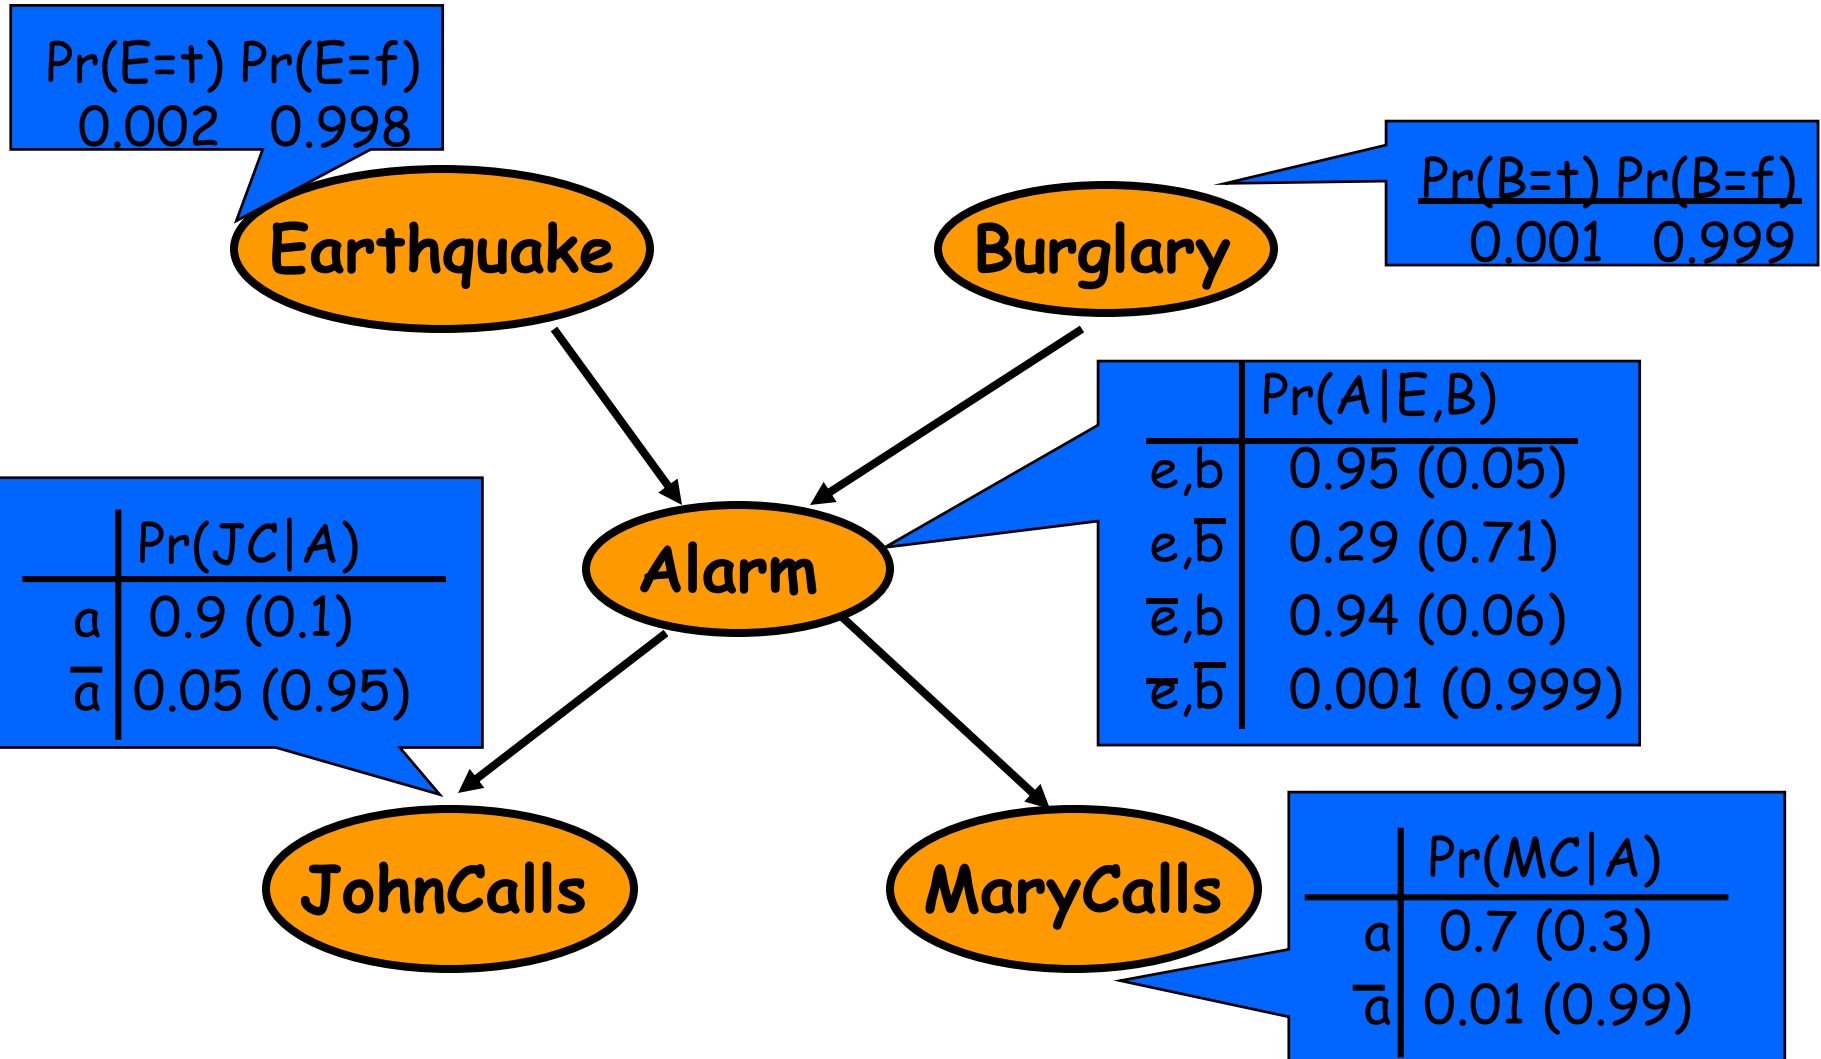 Pr(E=t) Pr(E=f)
0.002 0.998
Pr(B=t) Pr(B=f)
0.001 0.999
Earthquake
Burglary
Pr(A|E,B)
e,b 0.95 (0.05)
e,b̅ 0.29 (0.71)
e̅,b 0.94 (0.06)
e̅,b̅ 0.001 (0.999)
Pr(JC|A)
a 0.9 (0.1)
a̅ 0.05 (0.95)
Alarm
JohnCalls
MaryCalls
Pr(MC|A)
a 0.7 (0.3)
a̅ 0.01 (0.99)